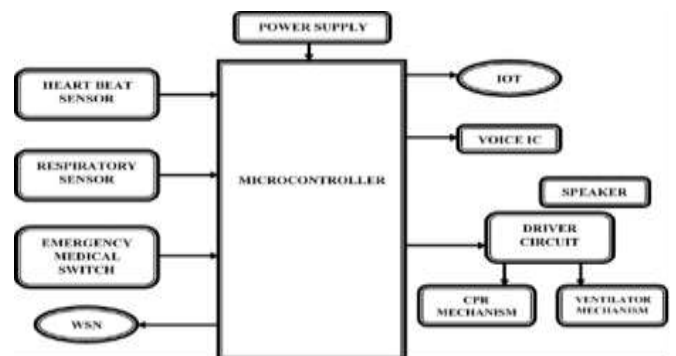 POWER SUPPLY
HEART BEAT
SENSOR
IOT
VOICE IC
RESPIRATORY
SENSOR
MICROCONTROLLER
SPEAKER
EMERGENCY
MEDICAL
SWITCH
DRIVER
CIRCUIT
CPR
MECHANISM
VENTILATOR
MECHANISM
WSN